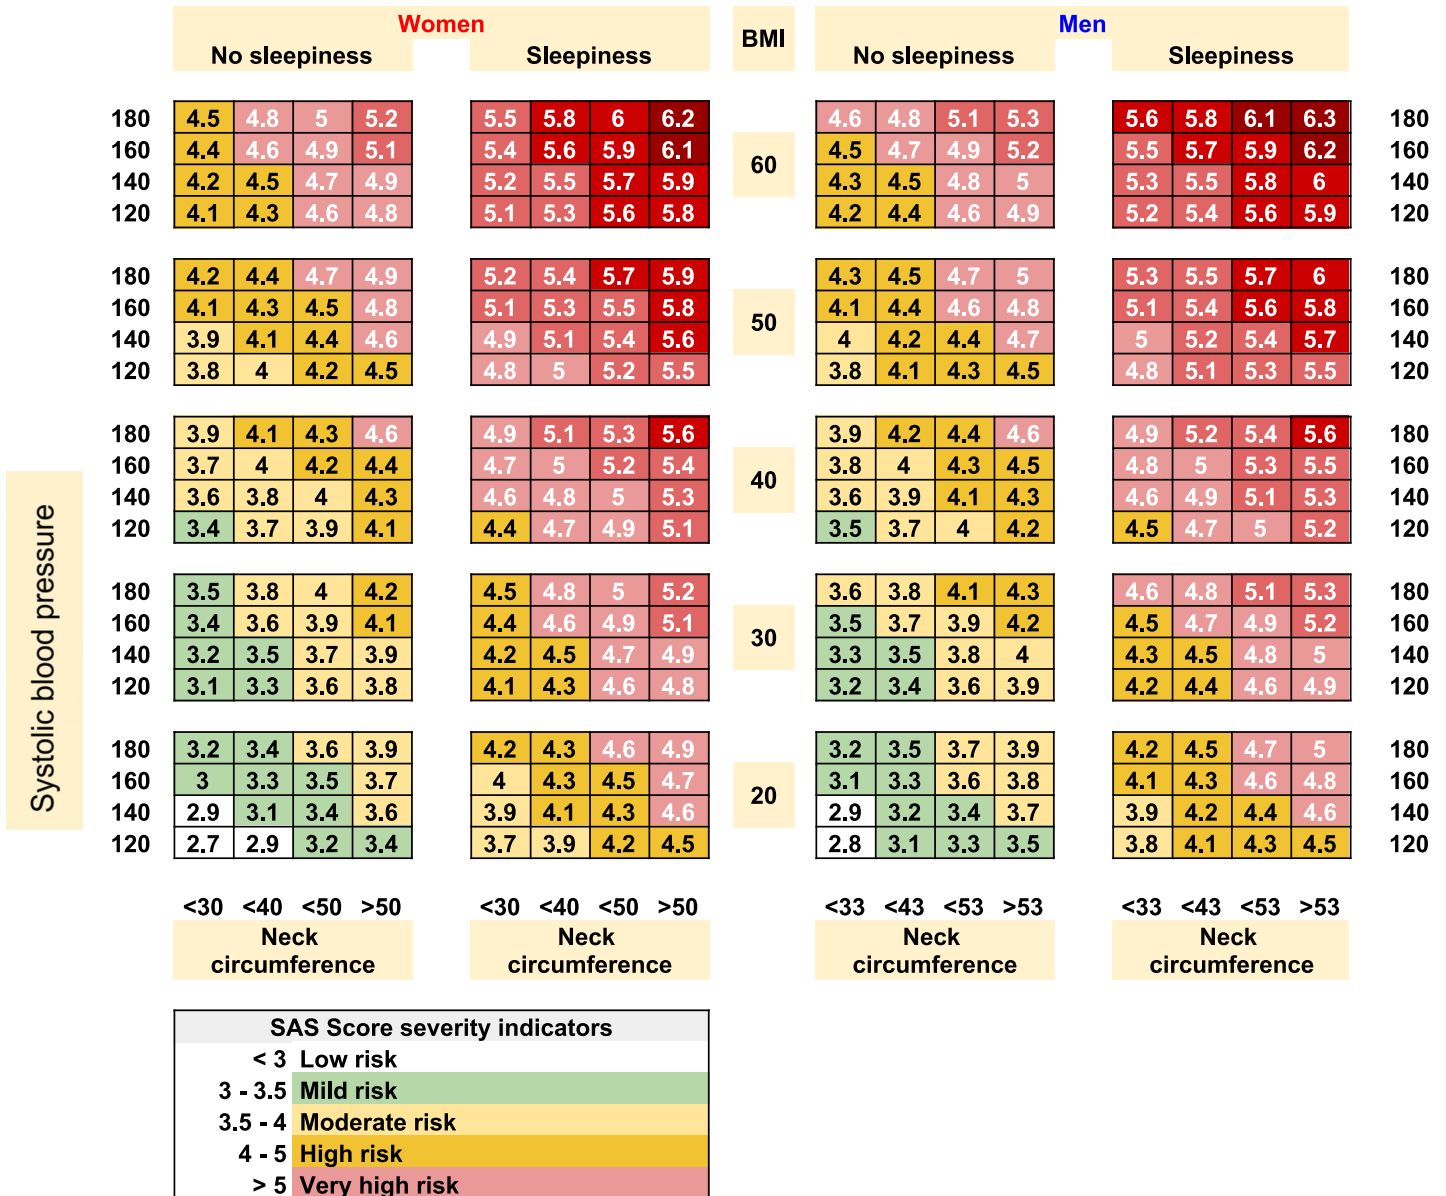 Women BMI Men
No sleepiness Sleepiness No sleepiness Sleepiness
180 4.5 4.8 5 5.2 5.5 5.8 6 6.2 4.6 4.8 5.1 5.3 5.6 5.8 6.1 6.3 180
160 4.4 4.6 4.9 5.1 5.4 5.6 5.9 6.1 60 4.5 4.7 4.9 5.2 5.5 5.7 5.9 6.2 160
140 4.2 4.5 4.7 4.9 5.2 5.5 5.7 5.9 4.3 4.5 4.8 5 5.3 5.5 5.8 6 140
120 4.1 4.3 4.6 4.8 5.1 5.3 5.6 5.8 4.2 4.4 4.6 4.9 5.2 5.4 5.6 5.9 120
180 4.2 4.4 4.7 4.9 5.2 5.4 5.7 5.9 4.3 4.5 4.7 5 5.3 5.5 5.7 6 180
160 4.1 4.3 4.5 4.8 5.1 5.3 5.5 5.8 50 4.1 4.4 4.6 4.8 5.1 5.4 5.6 5.8 160
140 3.9 4.1 4.4 4.6 4.9 5.1 5.4 5.6 4 4.2 4.4 4.7 5 5.2 5.4 5.7 140
120 3.8 4 4.2 4.5 4.8 5 5.2 5.5 3.8 4.1 4.3 4.5 4.8 5.1 5.3 5.5 120
180 3.9 4.1 4.3 4.6 4.9 5.1 5.3 5.6 3.9 4.2 4.4 4.6 4.9 5.2 5.4 5.6 180
160 3.7 4 4.2 4.4 4.7 5 5.2 5.4 40 3.8 4 4.3 4.5 4.8 5 5.3 5.5 160
140 3.6 3.8 4 4.3 4.6 4.8 5 5.3 3.6 3.9 4.1 4.3 4.6 4.9 5.1 5.3 140
120 3.4 3.7 3.9 4.1 4.4 4.7 4.9 5.1 3.5 3.7 4 4.2 4.5 4.7 5 5.2 120
Systolic blood pressure
180 3.5 3.8 4 4.2 4.5 4.8 5 5.2 3.6 3.8 4.1 4.3 4.6 4.8 5.1 5.3 180
160 3.4 3.6 3.9 4.1 4.4 4.6 4.9 5.1 30 3.5 3.7 3.9 4.2 4.5 4.7 4.9 5.2 160
140 3.2 3.5 3.7 3.9 4.2 4.5 4.7 4.9 3.3 3.5 3.8 4 4.3 4.5 4.8 5 140
120 3.1 3.3 3.6 3.8 4.1 4.3 4.6 4.8 3.2 3.4 3.6 3.9 4.2 4.4 4.6 4.9 120
180 3.2 3.4 3.6 3.9 4.2 4.3 4.6 4.9 3.2 3.5 3.7 3.9 4.2 4.5 4.7 5 180
160 3 3.3 3.5 3.7 4 4.3 4.5 4.7 20 3.1 3.3 3.6 3.8 4.1 4.3 4.6 4.8 160
140 2.9 3.1 3.4 3.6 3.9 4.1 4.3 4.6 2.9 3.2 3.4 3.7 3.9 4.2 4.4 4.6 140
120 2.7 2.9 3.2 3.4 3.7 3.9 4.2 4.5 2.8 3.1 3.3 3.5 3.8 4.1 4.3 4.5 120
<30 <40 <50 >50 <30 <40 <50 >50 <33 <43 <53 >53 <33 <43 <53 >53
Neck Neck Neck Neck
circumference circumference circumference circumference
SAS Score severity indicators
< 3 Low risk
3 - 3.5 Mild risk
3.5 - 4 Moderate risk
4 - 5 High risk
> 5 Very high risk